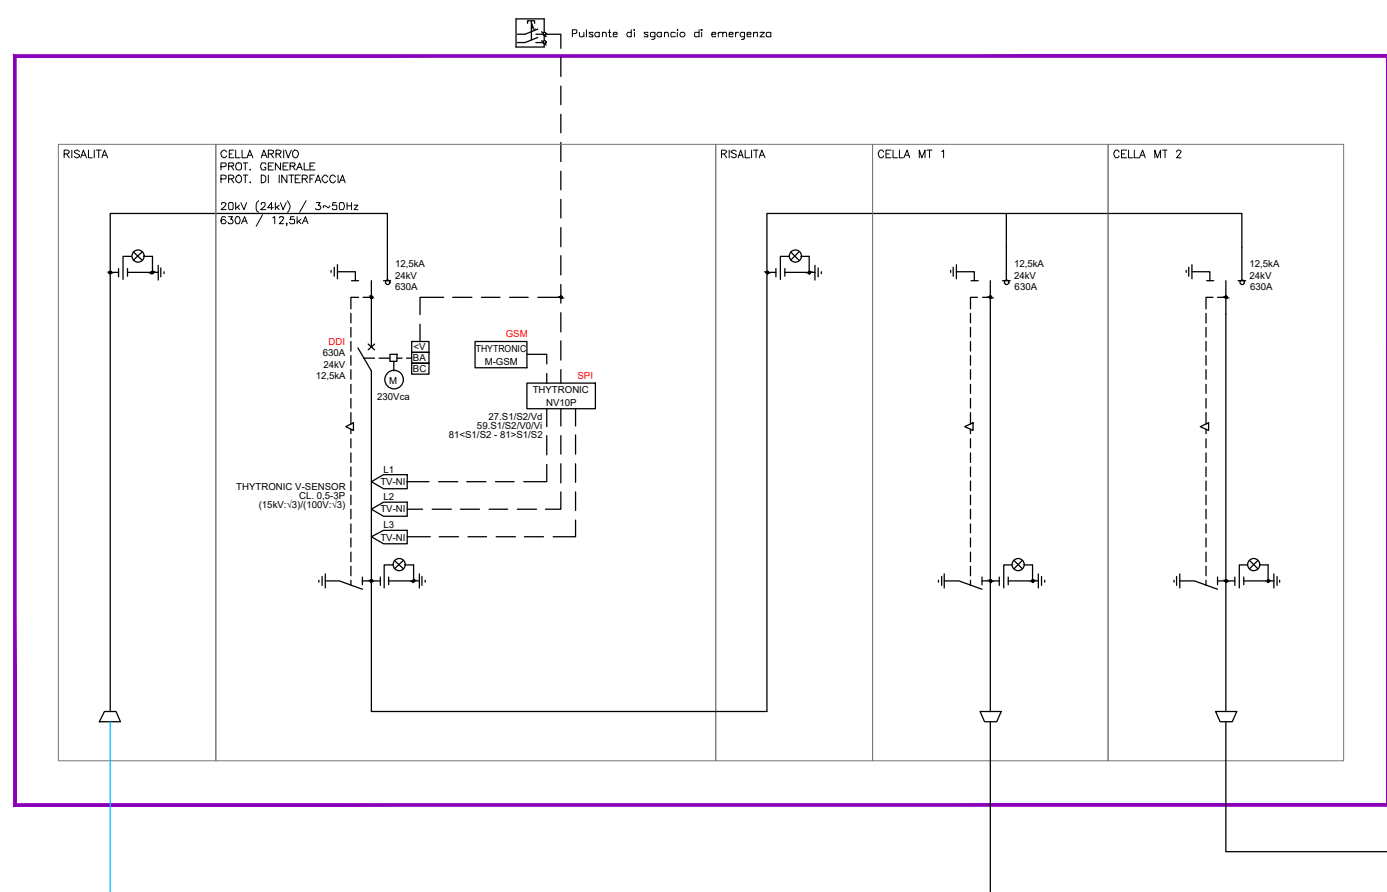 Pulsante di sgancio di emergenza
RISALITA
CELLA ARRIVO
PROT. GENERALE
PROT. DI INTERFACCIA
20kV (24kV) / 3~50Hz
630A / 12,5kA
RISALITA
CELLA MT 1
CELLA MT 2
12,5kA
24kV
630A
12,5kA
24kV
630A
12,5kA
24kV
630A
DDI
630A
24kV
12,5kA
<V
BA
BC
M
230Vca
GSM
THYTRONIC
M-GSM
SPI
THYTRONIC
NV10P
27.S1/S2/Vd
59.S1/S2/V0/Vi
81<S1/S2 - 81>S1/S2
THYTRONIC V-SENSOR
CL. 0,5-3P
(15kV:√3)/(100V:√3)
L1
TV-NI
L2
TV-NI
L3
TV-NI